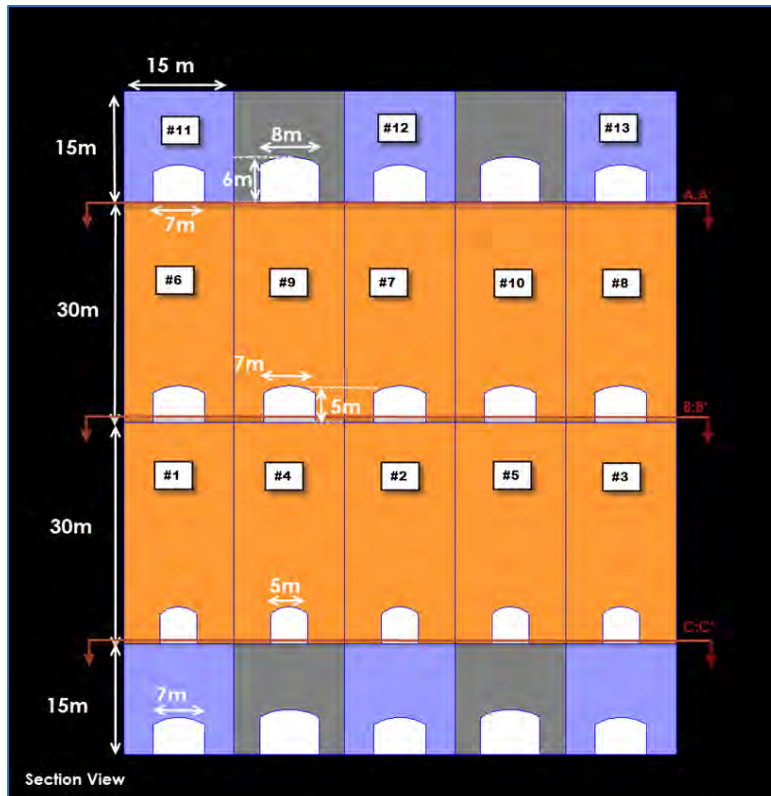 15 m
15m
#11
8m
#12
#13
6m
7m
A:A'
#6
#9
#7
#10
#8
30m
7m
5m
B:B'
#1
#4
#2
#5
#3
30m
5m
C:C'
7m
15m
Section View